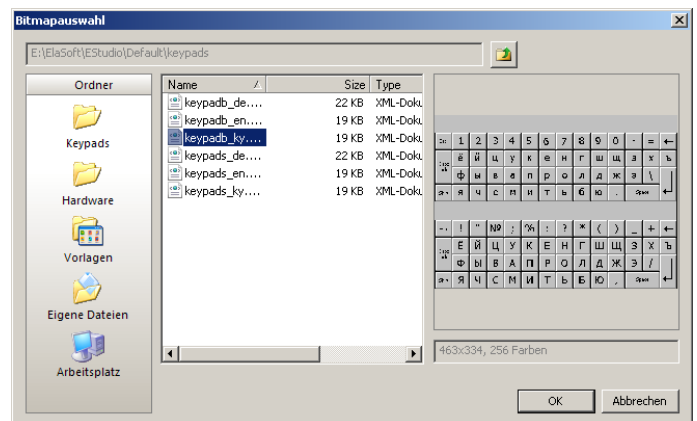 Bitmapauswahl
E:\ElaSoft\EStudio\Default\keypads
Ordner
Keypads
Hardware
Vorlagen
Eigene Dateien
Arbeitsplatz
Name Size Type
keypadb_de.... 22 KB XML-Doku
keypadb_en.... 19 KB XML-Doku
keypadb_ky.... 19 KB XML-Doku
keypads_de.... 22 KB XML-Doku
keypads_en.... 19 KB XML-Doku
keypads_ky.... 19 KB XML-Doku
1 2 3 4 5 6 7 8 9 0 - = ←
ё й ц у к е н г ш щ з х ъ
ф ы в а п р о л д ж э \
я ч с м и т ь б ю .
! " № ; % : ? * ( ) _ + ←
Ё Й Ц У К Е Н Г Ш Щ З Х Ъ
Ф Ы В А П Р О Л Д Ж Э /
Я Ч С М И Т Ь Б Ю ,
463x334, 256 Farben
OK Abbrechen